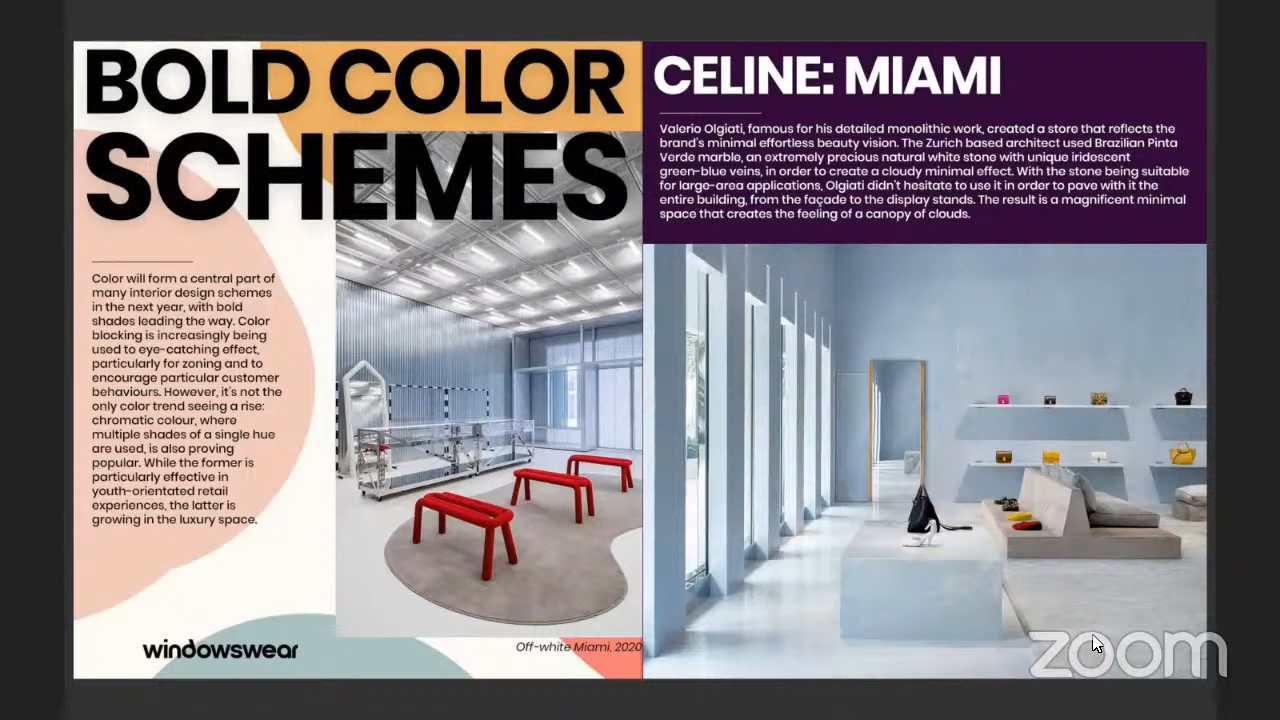 BOLD COLOR
SCHEMES
Color will form a central part of
many interior design schemes
in the next year, with bold
shades leading the way. Color
blocking is increasingly being
used to eye-catching effect,
particularly for zoning and to
encourage particular customer
behaviours. However, it's not the
only color trend seeing a rise:
chromatic colour, where
multiple shades of a single hue
are used, is also proving
popular. While the former is
particularly effective in
youth-orientated retail
experiences, the latter is
growing in the luxury space.
windowswear
Off-white Miami, 2020
CELINE: MIAMI
Valerio Olgiati, famous for his detailed monolithic work, created a store that reflects the
brand's minimal effortless beauty vision. The Zurich based architect used Brazilian Pinta
Verde marble, an extremely precious natural white stone with unique iridescent
green-blue veins, in order to create a cloudy minimal effect. With the stone being suitable
for large-area applications, Olgiati didn't hesitate to use it in order to pave with it the
entire building, from the façade to the display stands. The result is a magnificent minimal
space that creates the feeling of a canopy of clouds.
zoom